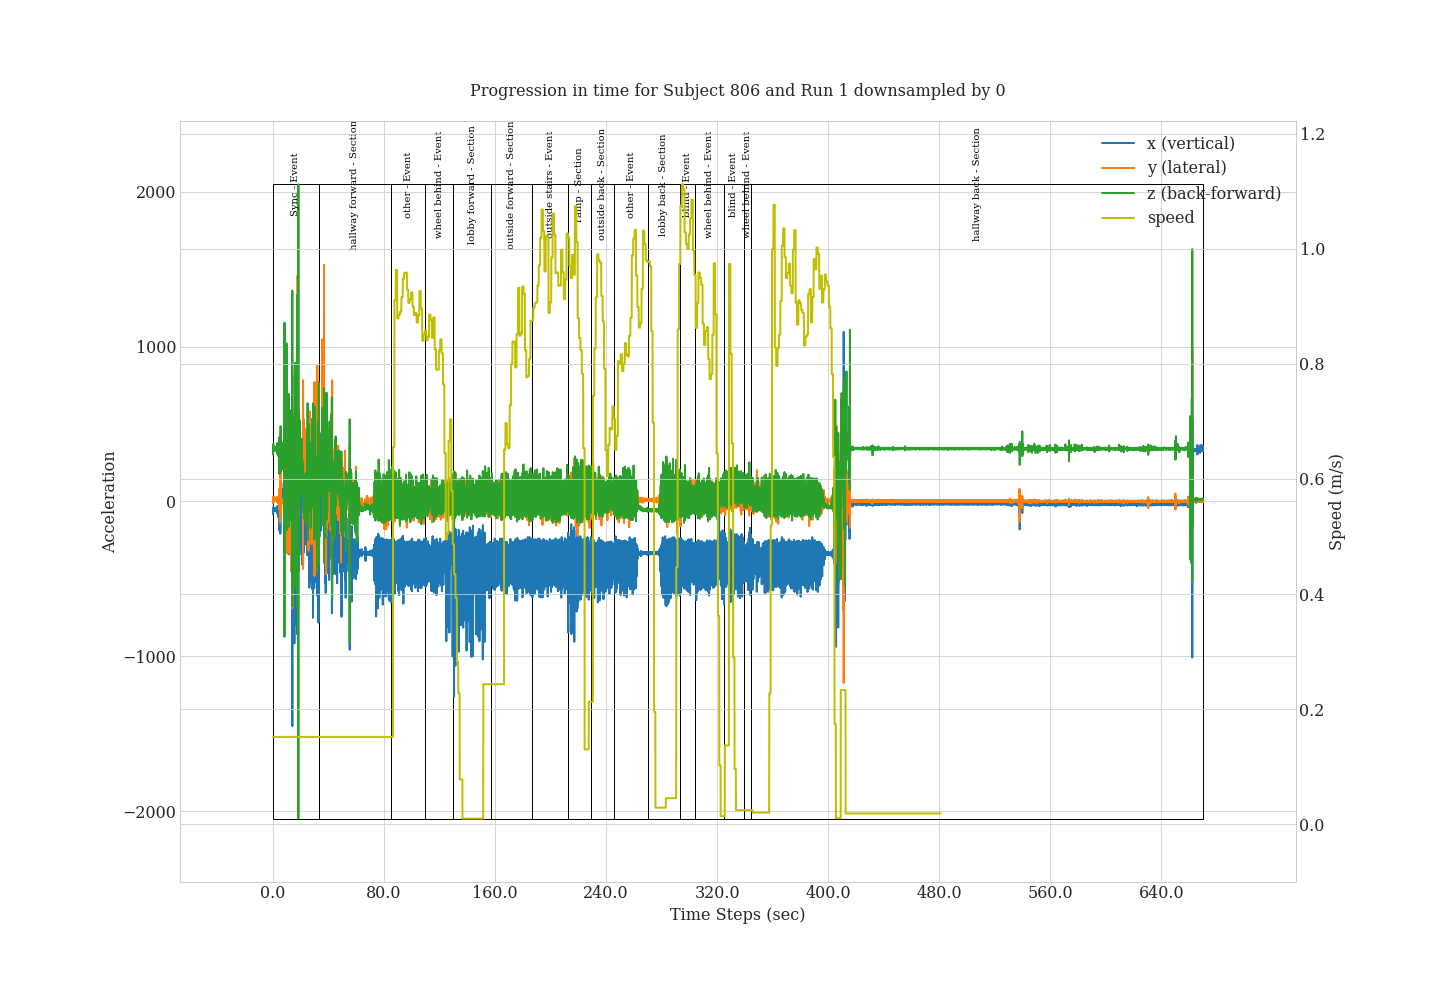 Progression in time for Subject 806 and Run 1 downsampled by 0
Sync - Event
hallway forward - Section
other - Event
wheel behind - Event
lobby forward - Section
outside forward - Section
outside stairs - Event
ramp - Section
outside back - Section
other - Event
lobby back - Section
blind - Event
wheel behind - Event
blind - Event
wheel behind - Event
hallway back - Section
x (vertical)
y (lateral)
z (back-forward)
speed
2000
1000
0
−1000
−2000
Acceleration
1.2
1.0
0.8
0.6
0.4
0.2
0.0
Speed (m/s)
0.0 80.0 160.0 240.0 320.0 400.0 480.0 560.0 640.0
Time Steps (sec)